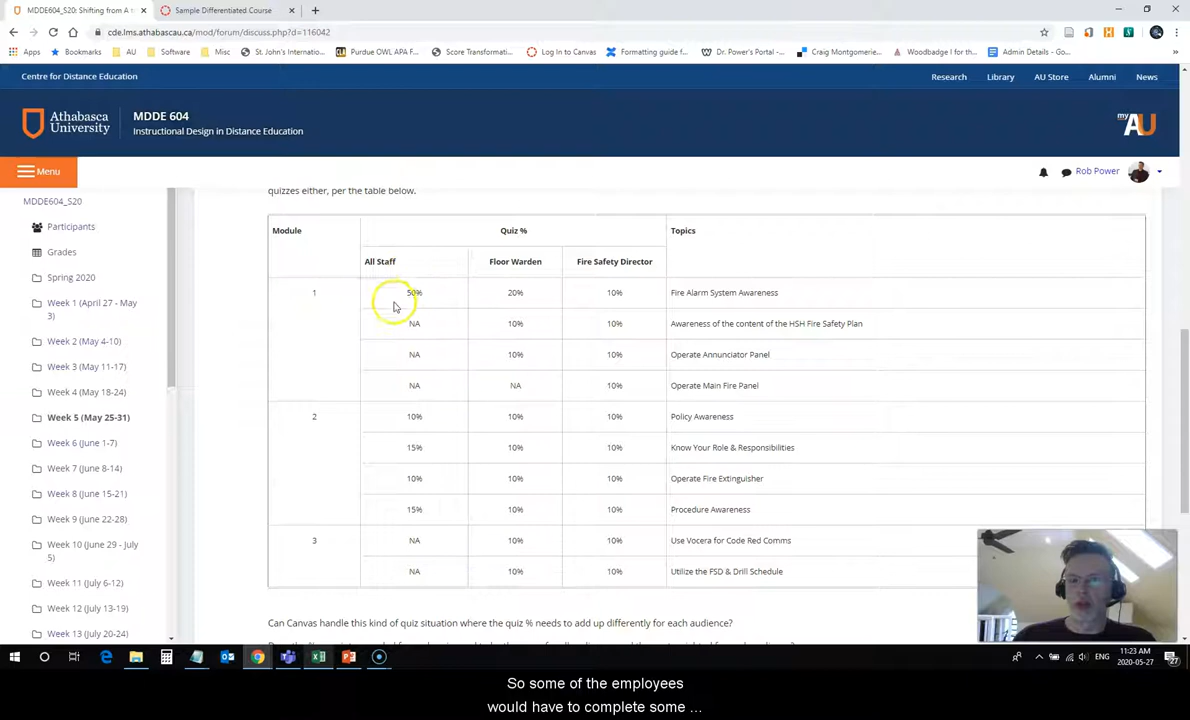 MDDE604_S20: Shifting from A t
Sample Differentiated Course
cde.lms.athabascau.ca/mod/forum/discuss.php?d=116042
Apps AU Software Misc St. John's Internatio... Purdue OWL APA F... Score Transformati... Log In to Canvas Formatting guide f... Dr. Power's Portal -... Craig Montgomerie... Woodbadge I for th... Admin Details - Go...
Centre for Distance Education Research Library AU Store Alumni News
Athabasca University
MDDE 604
Instructional Design in Distance Education
myAU
Menu
Rob Power
MDDE604_S20
Participants
Grades
Spring 2020
Week 1 (April 27 - May 3)
Week 2 (May 4-10)
Week 3 (May 11-17)
Week 4 (May 18-24)
Week 5 (May 25-31)
Week 6 (June 1-7)
Week 7 (June 8-14)
Week 8 (June 15-21)
Week 9 (June 22-28)
Week 10 (June 29 - July 5)
Week 11 (July 6-12)
Week 12 (July 13-19)
Week 13 (July 20-24)
quizzes either, per the table below.
Module Quiz % Topics
All Staff Floor Warden Fire Safety Director
1 50% 20% 10% Fire Alarm System Awareness
NA 10% 10% Awareness of the content of the HSH Fire Safety Plan
NA 10% 10% Operate Annunciator Panel
NA NA 10% Operate Main Fire Panel
2 10% 10% 10% Policy Awareness
15% 10% 10% Know Your Role & Responsibilities
10% 10% 10% Operate Fire Extinguisher
15% 10% 10% Procedure Awareness
3 NA 10% 10% Use Vocera for Code Red Comms
NA 10% 10% Utilize the FSD & Drill Schedule
Can Canvas handle this kind of quiz situation where the quiz % needs to add up differently for each audience?
ENG
11:23 AM
2020-05-27
27
So some of the employees
would have to complete some ...